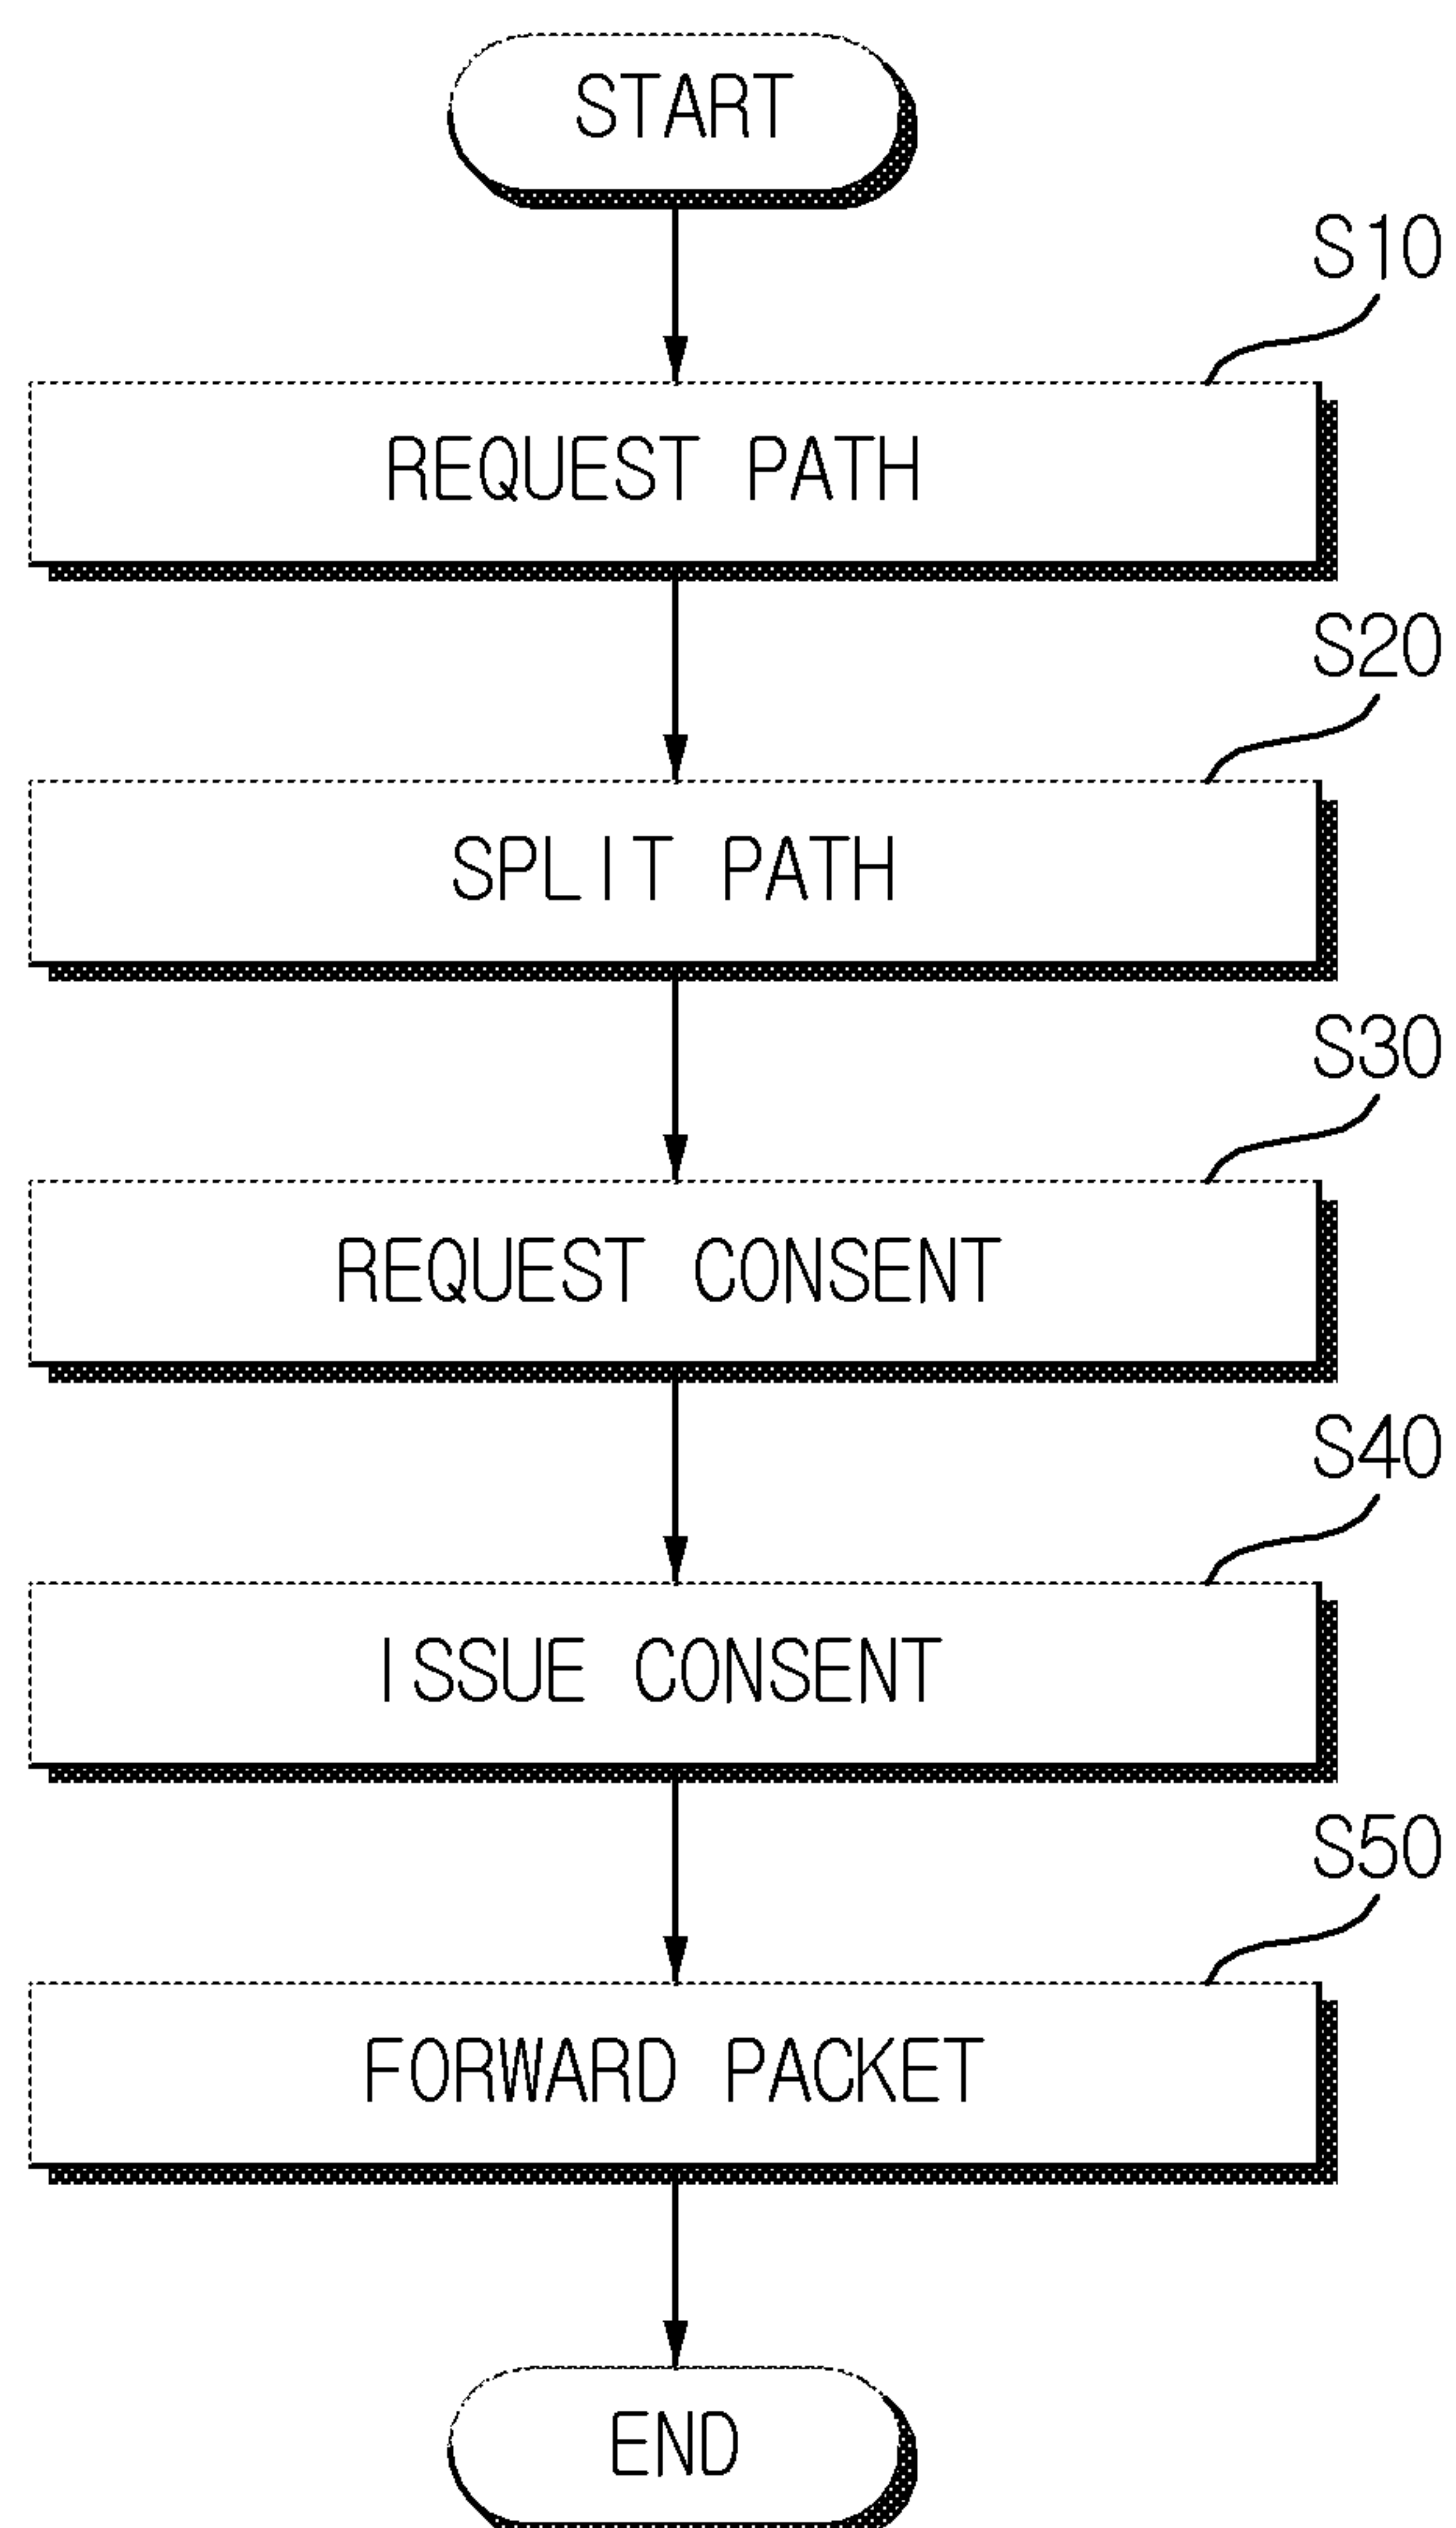 START
S10
REQUEST PATH
S20
SPLIT PATH
S30
REQUEST CONSENT
S40
ISSUE CONSENT
S50
FORWARD PACKET
END